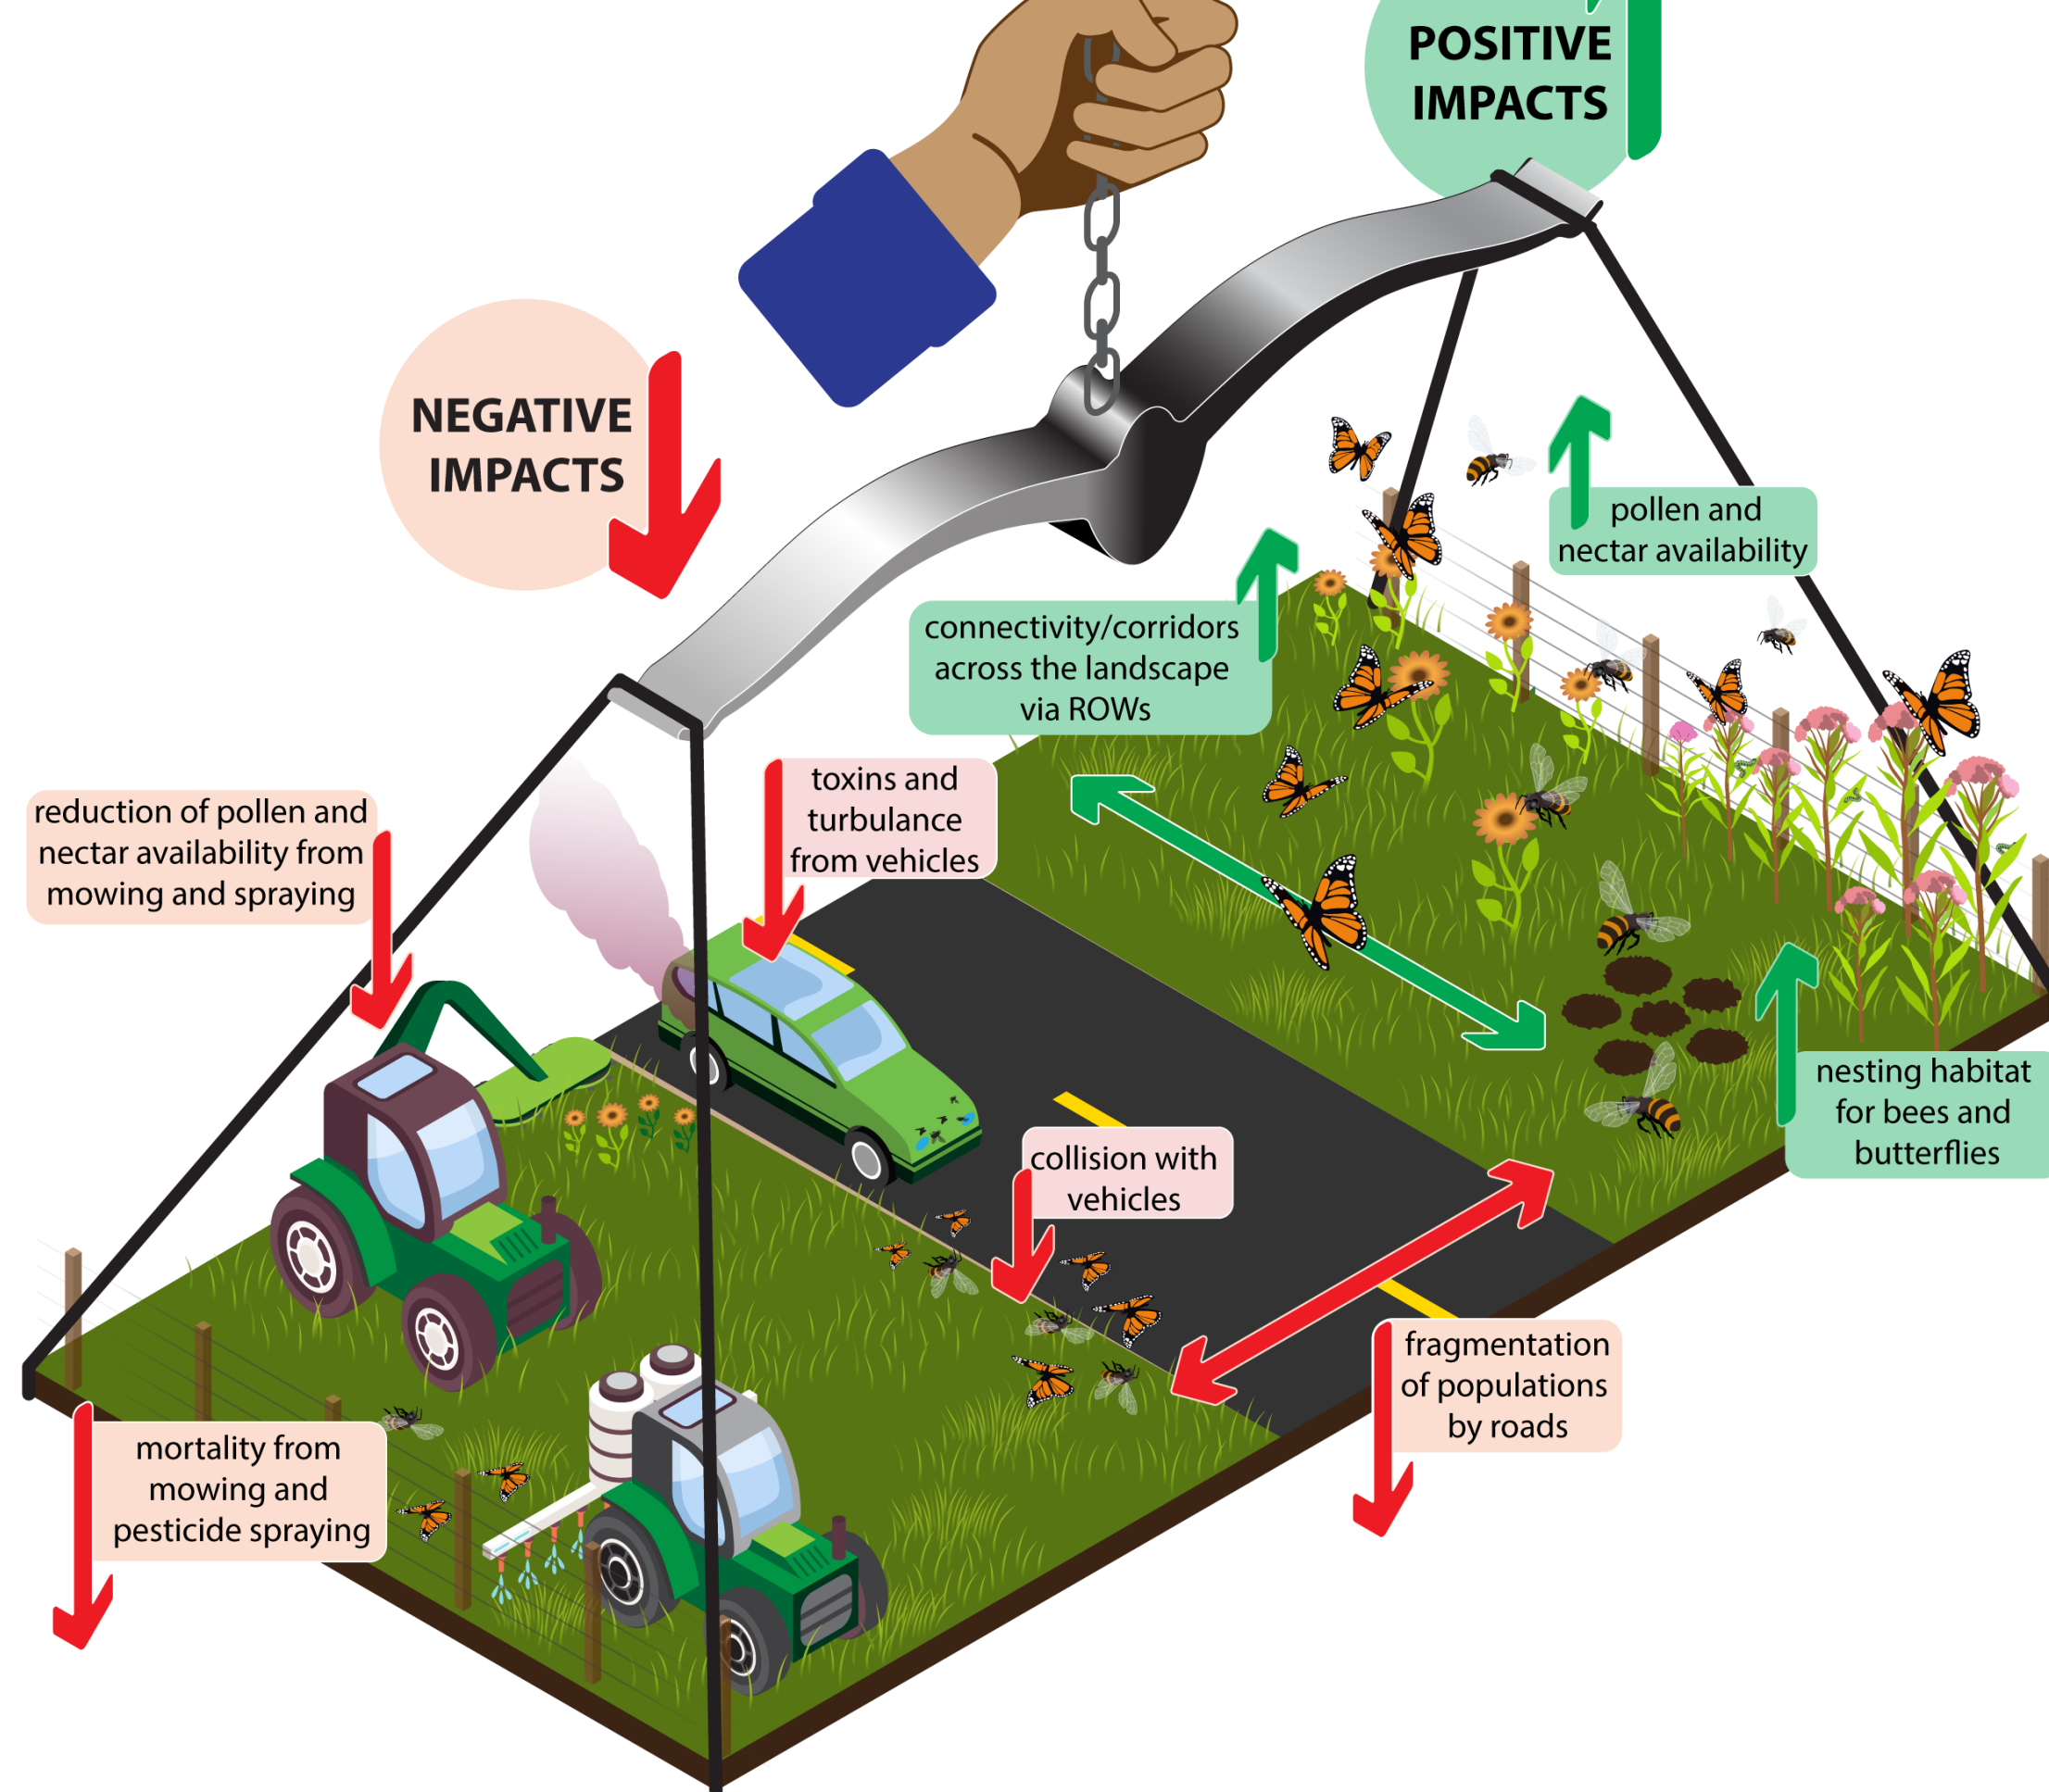 POSITIVE
IMPACTS
NEGATIVE
IMPACTS
pollen and
nectar availability
connectivity/corridors
across the landscape
via ROWs
toxins and
turbulance
from vehicles
reduction of pollen and
nectar availability from
mowing and spraying
nesting habitat
for bees and
butterflies
collision with
vehicles
fragmentation
of populations
by roads
mortality from
mowing and
pesticide spraying